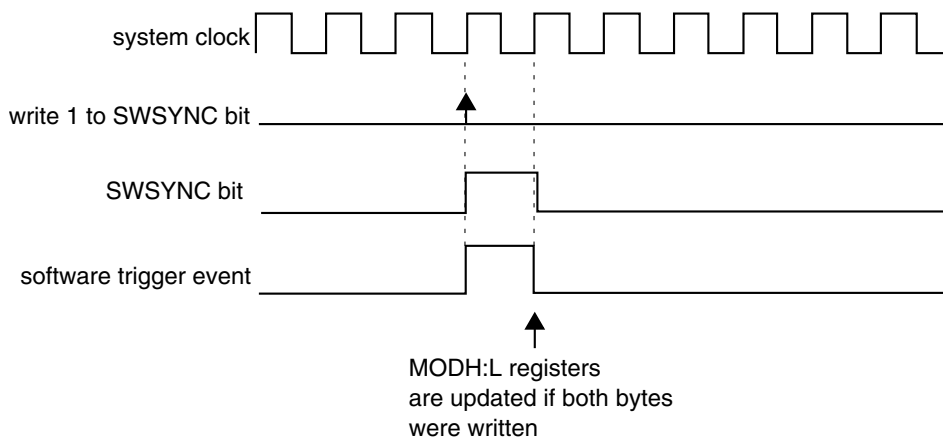 system clock
write 1 to SWSYNC bit
SWSYNC bit
software trigger event
MODH:L registers
are updated if both bytes
were written